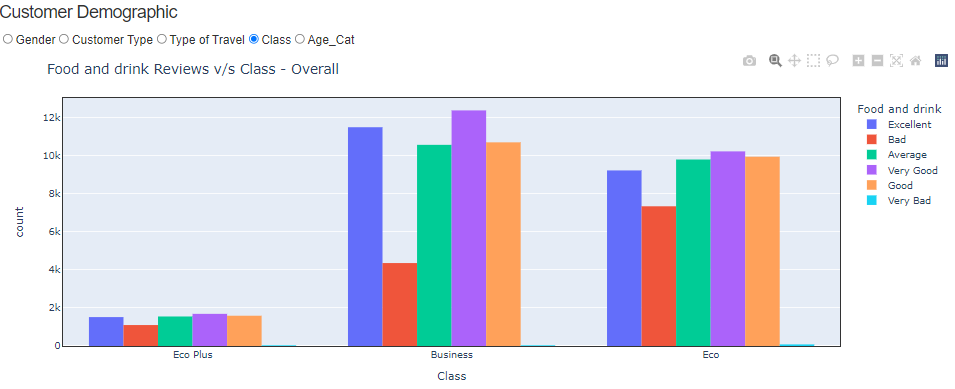 Customer Demographic
Gender Customer Type Type of Travel Class Age_Cat
Food and drink Reviews v/s Class - Overall
12k
10k
8k
6k
4k
2k
0
count
Eco Plus Business Eco
Class
Food and drink
Excellent
Bad
Average
Very Good
Good
Very Bad